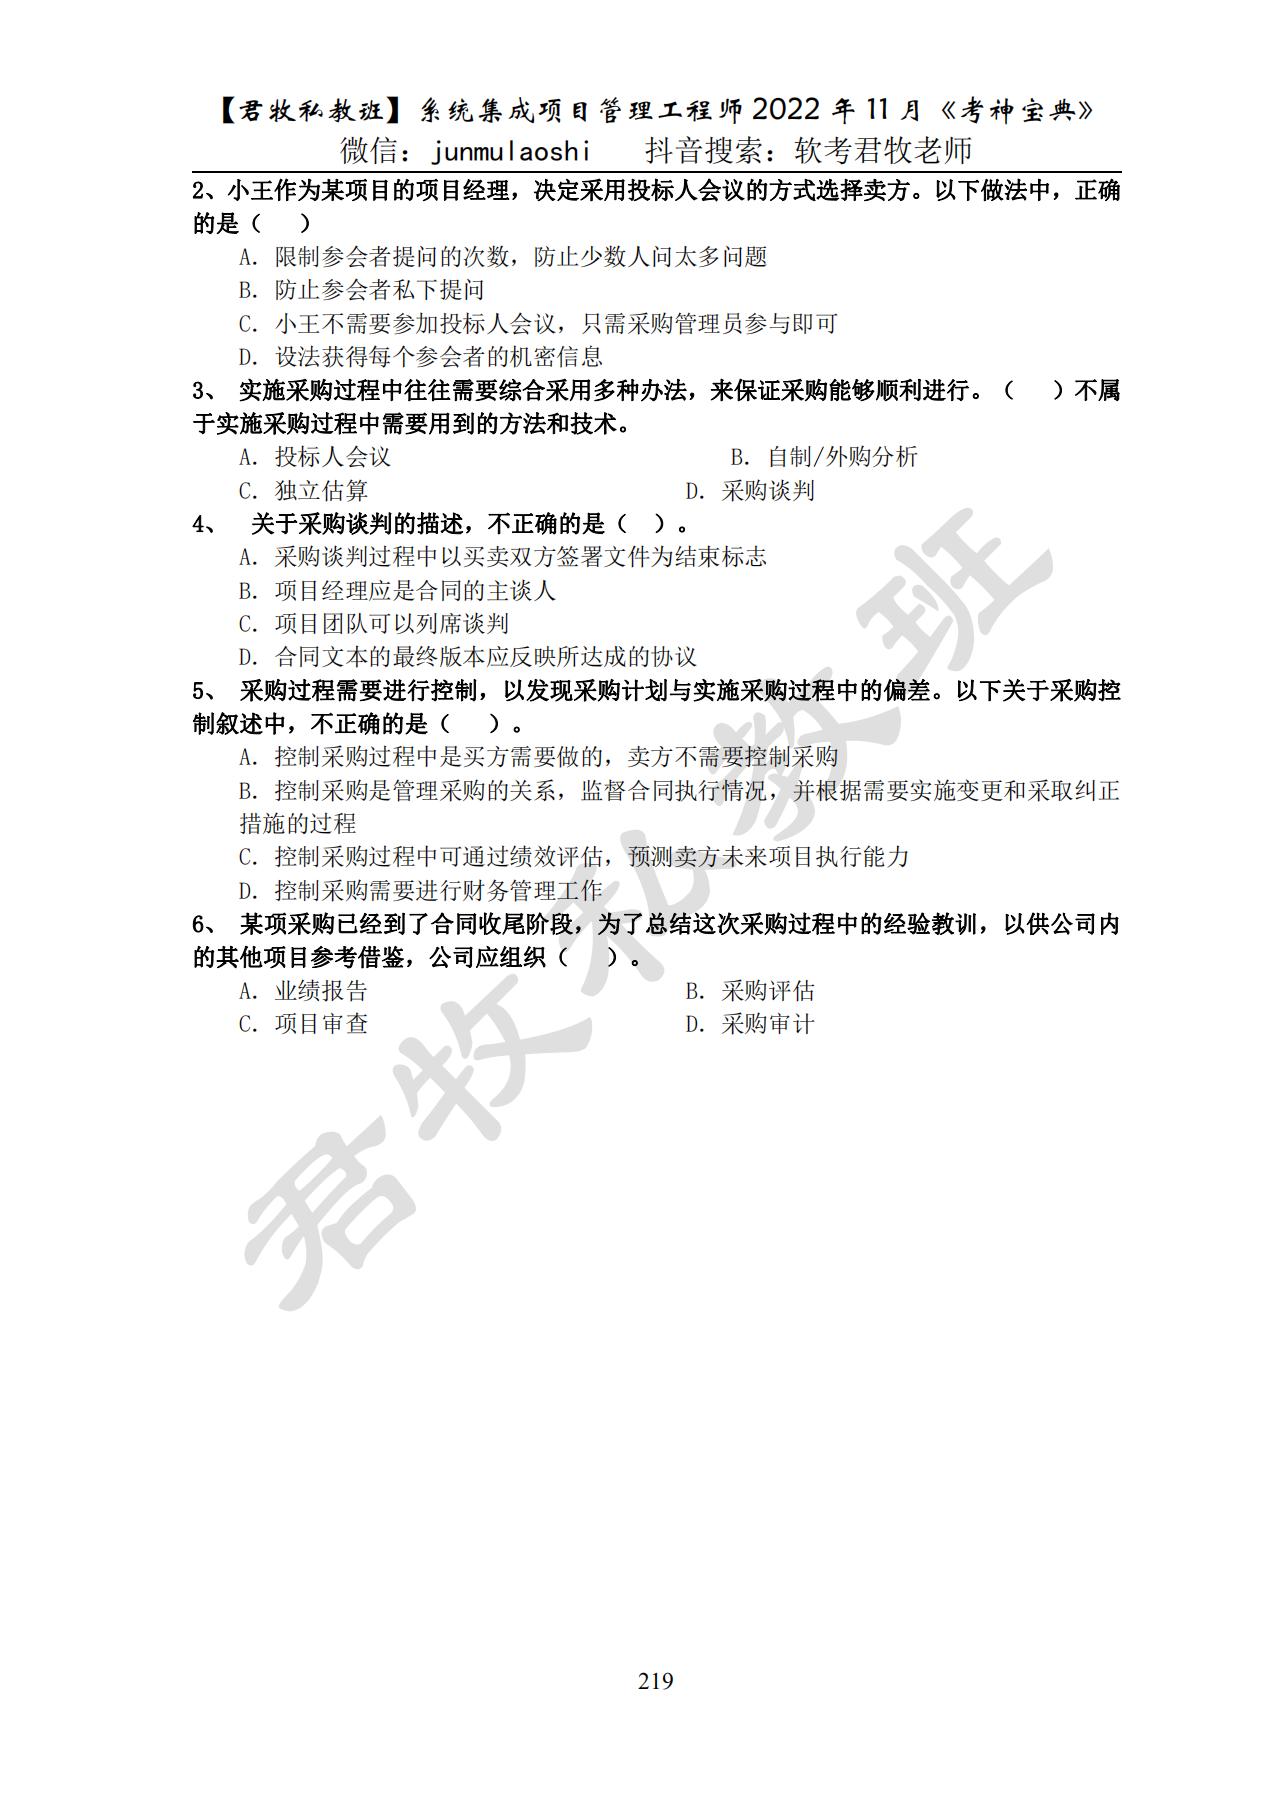 【君牧私教班】系统集成项目管理工程师 2022 年 11 月《考神宝典》
微信：junmulaoshi 抖音搜索：软考君牧老师
2、小王作为某项目的项目经理，决定采用投标人会议的方式选择卖方。以下做法中，正确
的是（ ）
A. 限制参会者提问的次数，防止少数人问太多问题
B. 防止参会者私下提问
C. 小王不需要参加投标人会议，只需采购管理员参与即可
D. 设法获得每个参会者的机密信息
3、 实施采购过程中往往需要综合采用多种办法，来保证采购能够顺利进行。（ ）不属
于实施采购过程中需要用到的方法和技术。
A. 投标人会议 B. 自制/外购分析
C. 独立估算 D. 采购谈判
4、 关于采购谈判的描述，不正确的是（ ）。
A. 采购谈判过程中以买卖双方签署文件为结束标志
B. 项目经理应是合同的主谈人
C. 项目团队可以列席谈判
D. 合同文本的最终版本应反映所达成的协议
5、 采购过程需要进行控制，以发现采购计划与实施采购过程中的偏差。以下关于采购控
制叙述中，不正确的是（ ）。
A. 控制采购过程中是买方需要做的，卖方不需要控制采购
B. 控制采购是管理采购的关系，监督合同执行情况，并根据需要实施变更和采取纠正
措施的过程
C. 控制采购过程中可通过绩效评估，预测卖方未来项目执行能力
D. 控制采购需要进行财务管理工作
6、 某项采购已经到了合同收尾阶段，为了总结这次采购过程中的经验教训，以供公司内
的其他项目参考借鉴，公司应组织（ ）。
A. 业绩报告 B. 采购评估
C. 项目审查 D. 采购审计
君牧私教班
219